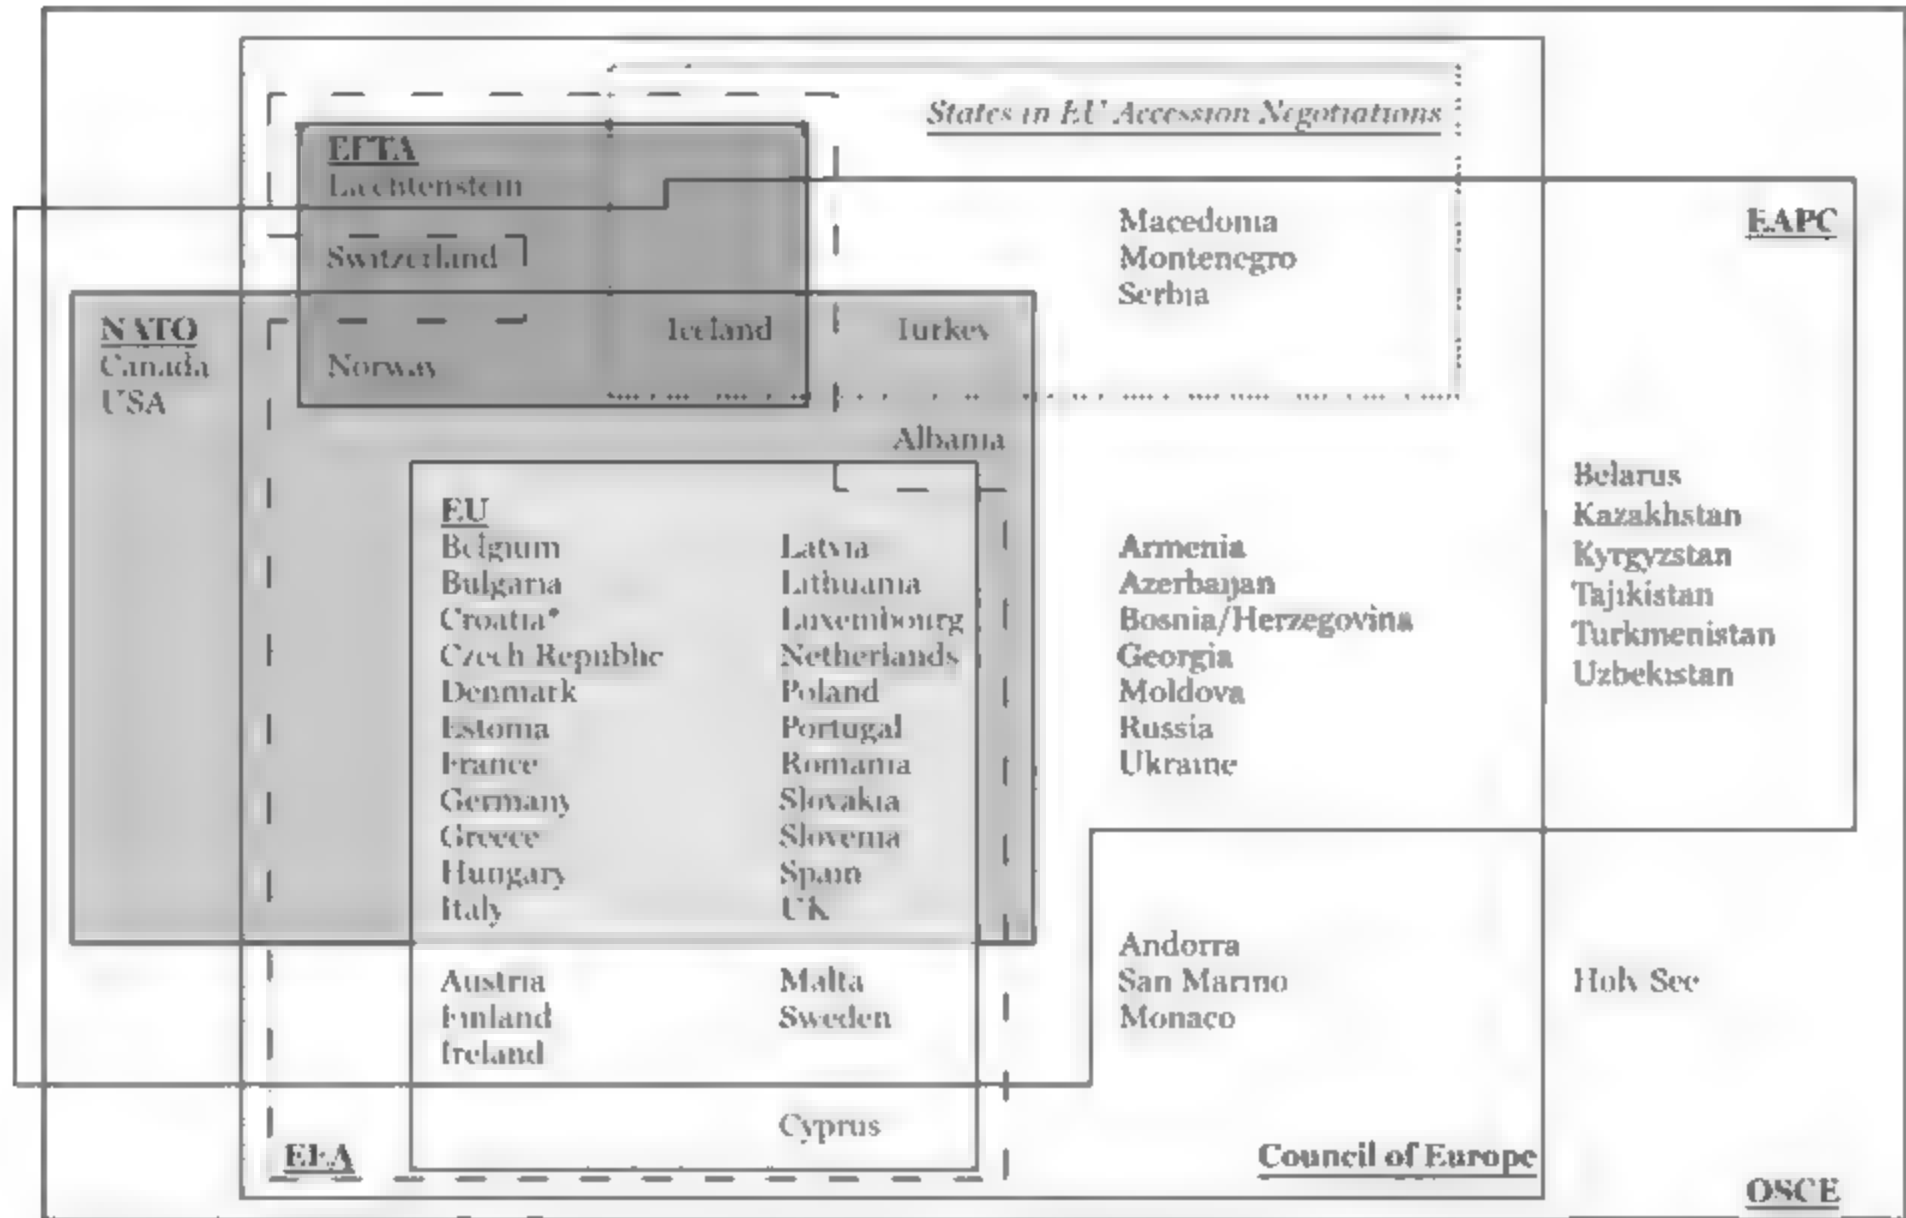 States in EU Accession Negotiations
EFTA
Liechtenstein
Switzerland
Iceland
Norway
NATO
Canada
USA
Turkey
Albania
Macedonia
Montenegro
Serbia
EAPC
EU
Belgium
Bulgaria
Croatia*
Czech Republic
Denmark
Estonia
France
Germany
Greece
Hungary
Italy
Latvia
Lithuania
Luxembourg
Netherlands
Poland
Portugal
Romania
Slovakia
Slovenia
Spain
UK
Austria
Finland
Ireland
Malta
Sweden
Cyprus
EEA
Armenia
Azerbaijan
Bosnia/Herzegovina
Georgia
Moldova
Russia
Ukraine
Belarus
Kazakhstan
Kyrgyzstan
Tajikistan
Turkmenistan
Uzbekistan
Andorra
San Marino
Monaco
Holy See
Council of Europe
OSCE